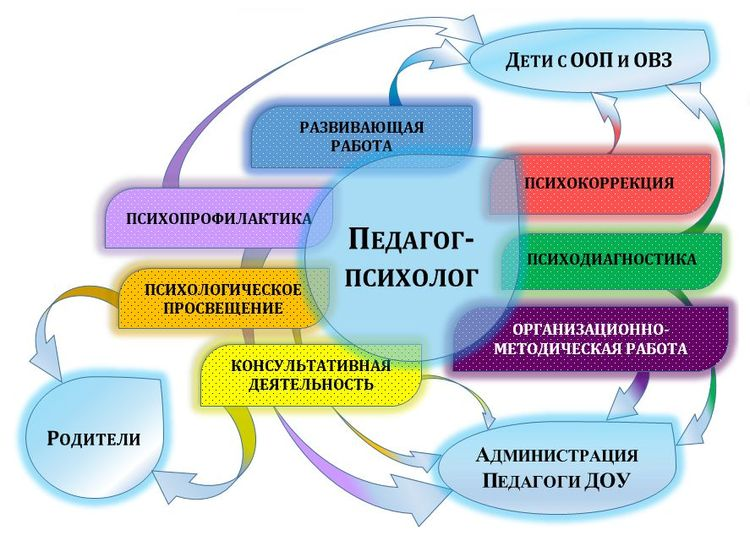 Дети с ООП и ОВЗ
РАЗВИВАЮЩАЯ
РАБОТА
ПСИХОКОРРЕКЦИЯ
ПСИХОПРОФИЛАКТИКА
Педагог-
психолог
ПСИХОДИАГНОСТИКА
ПСИХОЛОГИЧЕСКОЕ
ПРОСВЕЩЕНИЕ
ОРГАНИЗАЦИОННО-
МЕТОДИЧЕСКАЯ РАБОТА
КОНСУЛЬТАТИВНАЯ
ДЕЯТЕЛЬНОСТЬ
Родители
Администрация
Педагоги ДОУ